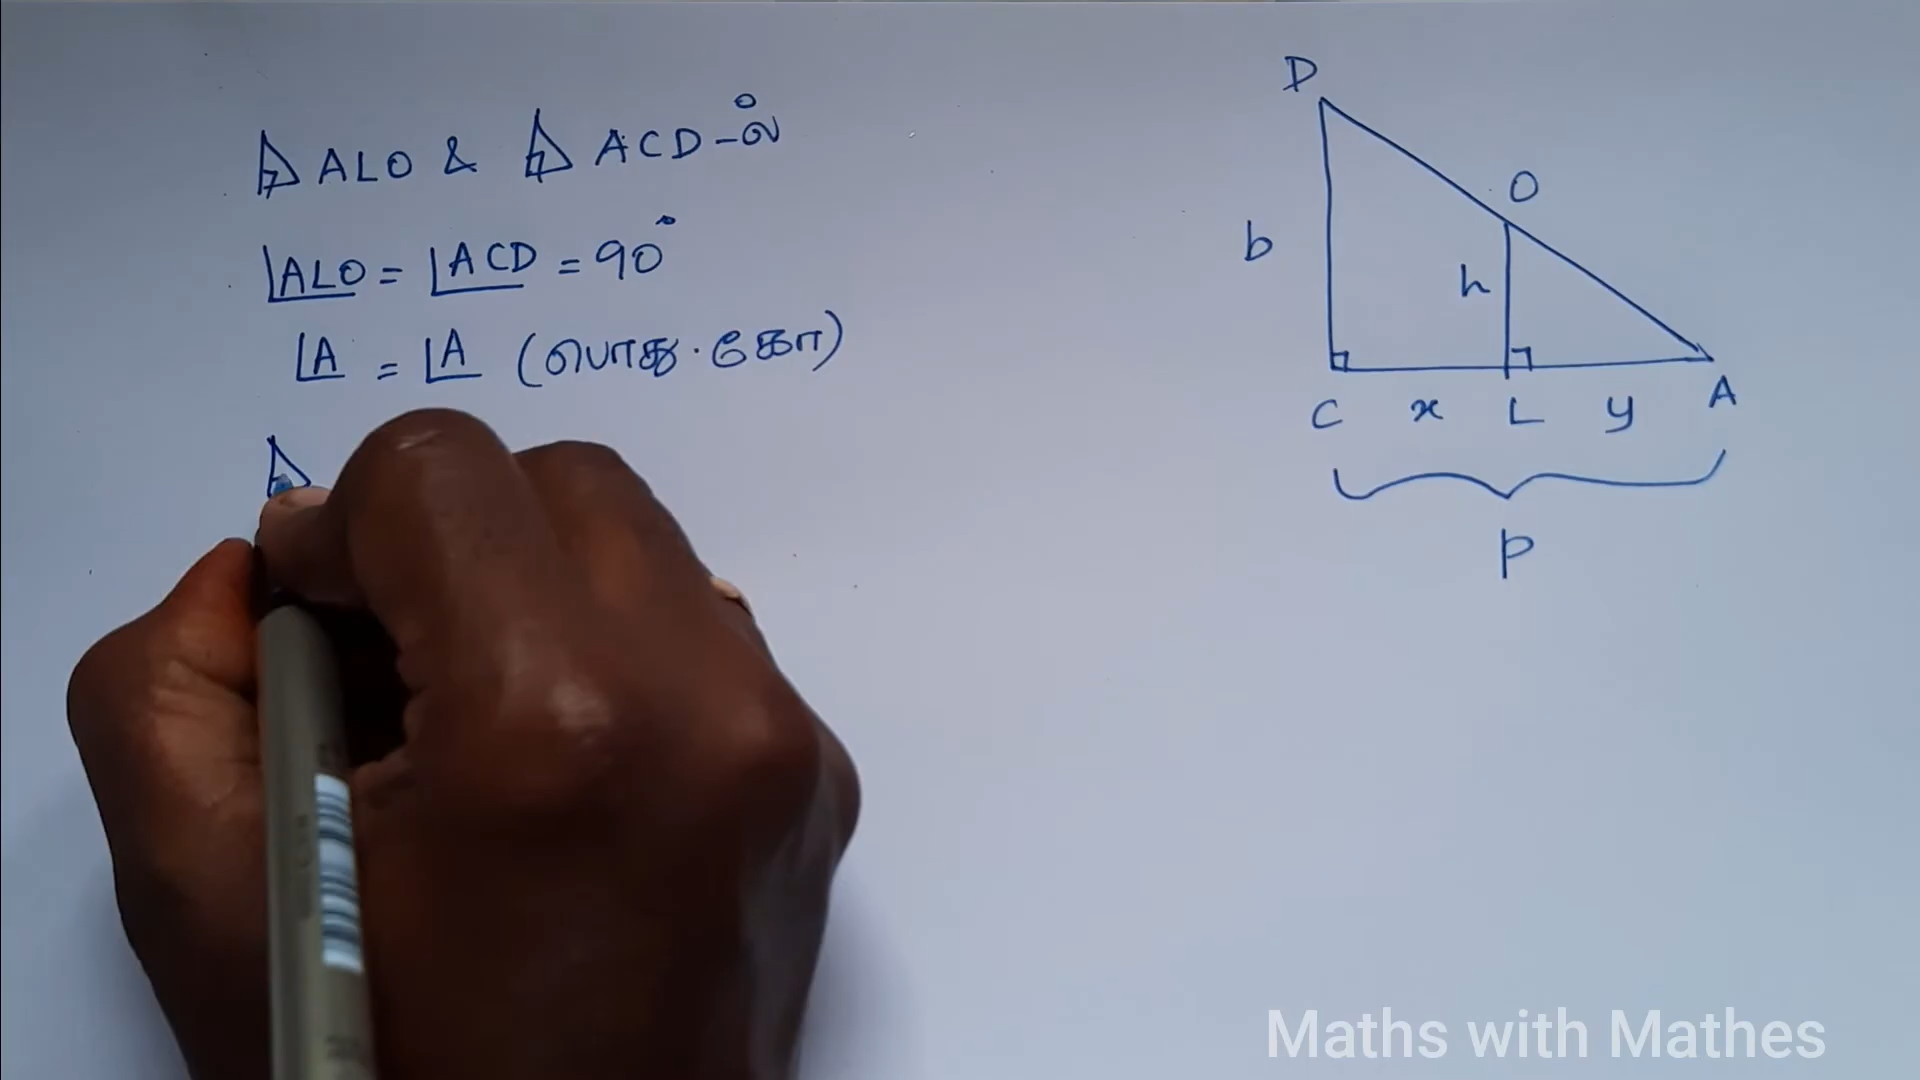 △ALO & △ACD-ல்
∠ALO = ∠ACD = 90°
∠A = ∠A (பொது.கோ)
△
D
O
b
h
C x L y A
p
Maths with Mathes